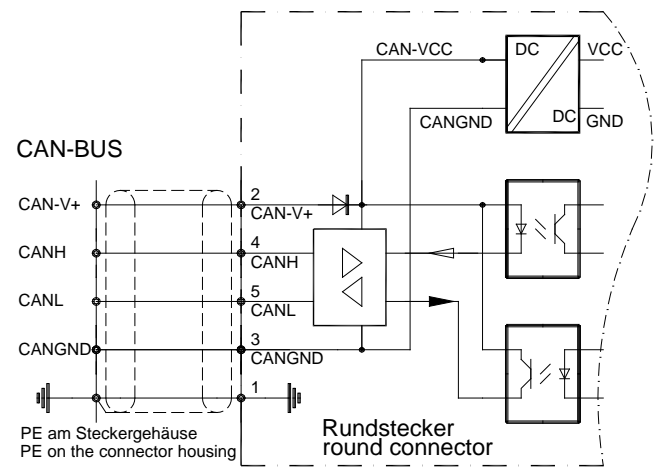 CAN-VCC
DC
VCC
CANGND
DC
GND
CAN-BUS
CAN-V+
2
CAN-V+
CANH
4
CANH
CANL
5
CANL
CANGND
3
CANGND
1
PE am Steckergehäuse
PE on the connector housing
Rundstecker
round connector